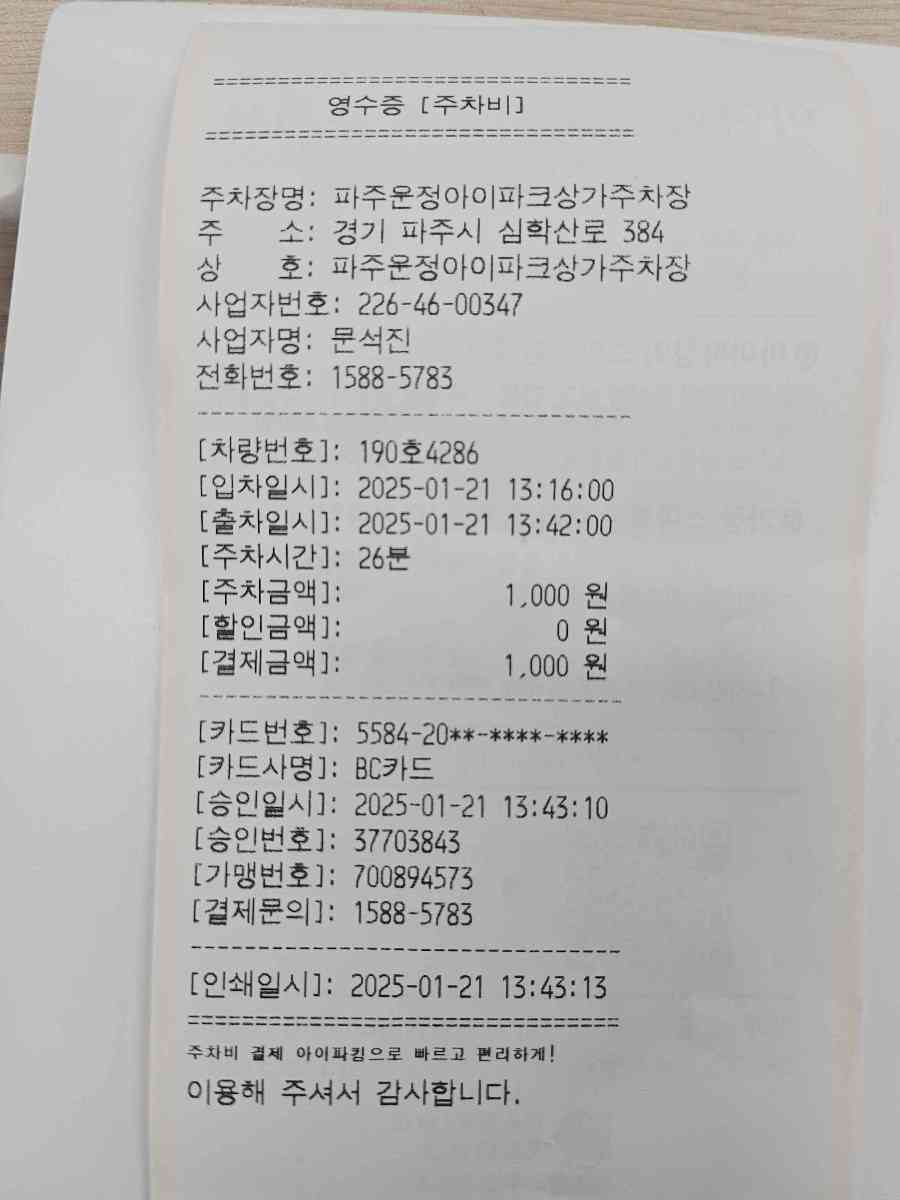 ================================
영수증 [주차비]
================================
주차장명: 파주운정아이파크상가주차장
주    소: 경기 파주시 심학산로 384
상    호: 파주운정아이파크상가주차장
사업자번호: 226-46-00347
사업자명: 문석진
전화번호: 1588-5783
--------------------------------
[차량번호]: 190호4286
[입차일시]: 2025-01-21 13:16:00
[출차일시]: 2025-01-21 13:42:00
[주차시간]: 26분
[주차금액]: 1,000 원
[할인금액]: 0 원
[결제금액]: 1,000 원
--------------------------------
[카드번호]: 5584-20**-****-****
[카드사명]: BC카드
[승인일시]: 2025-01-21 13:43:10
[승인번호]: 37703843
[가맹번호]: 700894573
[결제문의]: 1588-5783
--------------------------------
[인쇄일시]: 2025-01-21 13:43:13
================================
주차비 결제 아이파킹으로 빠르고 편리하게!
이용해 주셔서 감사합니다.